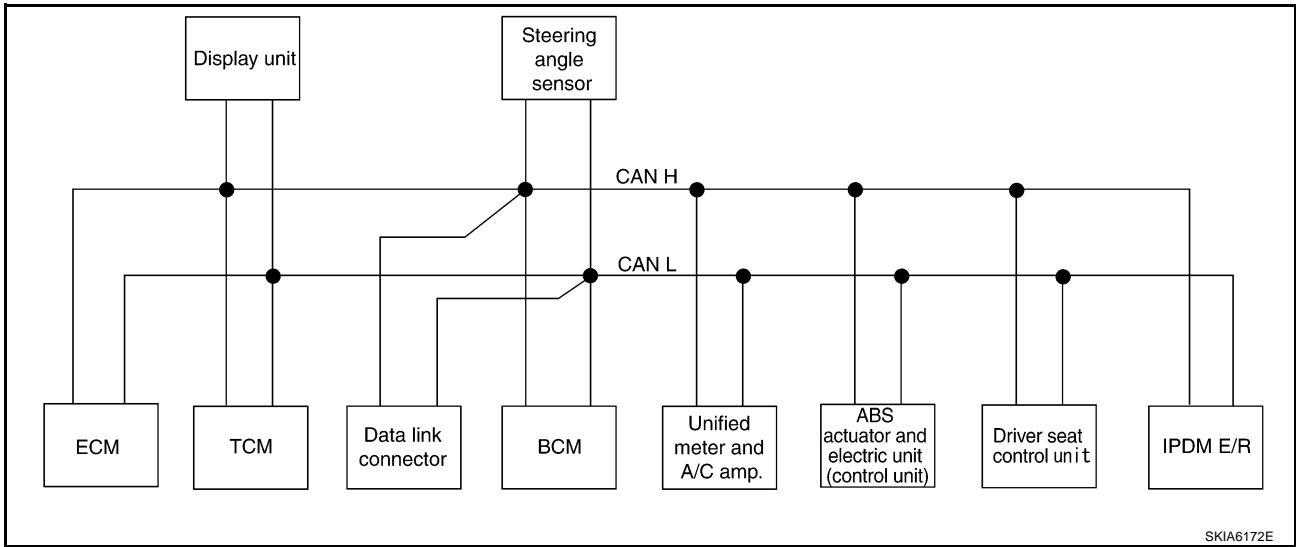 Display unit
Steering
angle
sensor
CAN H
CAN L
ECM
TCM
Data link
connector
BCM
Unified
meter and
A/C amp.
ABS
actuator and
electric unit
(control unit)
Driver seat
control unit
IPDM E/R
SKIA6172E